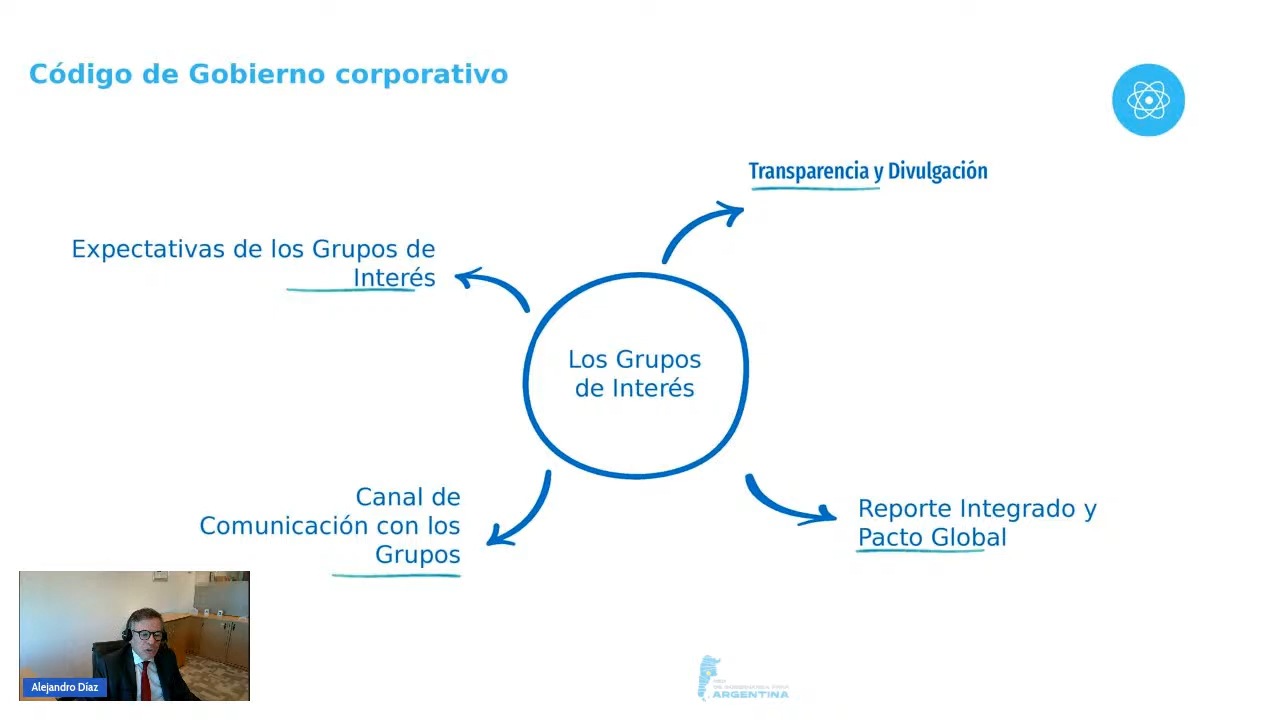 Código de Gobierno corporativo
Transparencia y Divulgación
Expectativas de los Grupos de
Interés
Los Grupos
de Interés
Canal de
Comunicación con los
Grupos
Reporte Integrado y
Pacto Global
Alejandro Díaz
ARGENTINA